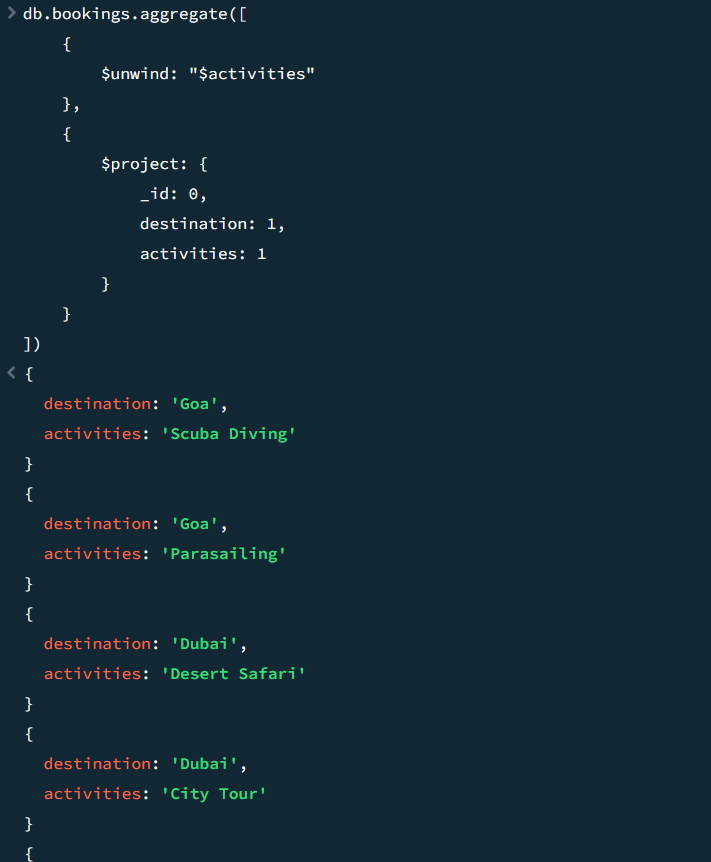 db.bookings.aggregate([
{
$unwind: "$activities"
},
{
$project: {
_id: 0,
destination: 1,
activities: 1
}
}
])
{
destination: 'Goa',
activities: 'Scuba Diving'
}
{
destination: 'Goa',
activities: 'Parasailing'
}
{
destination: 'Dubai',
activities: 'Desert Safari'
}
{
destination: 'Dubai',
activities: 'City Tour'
}
{